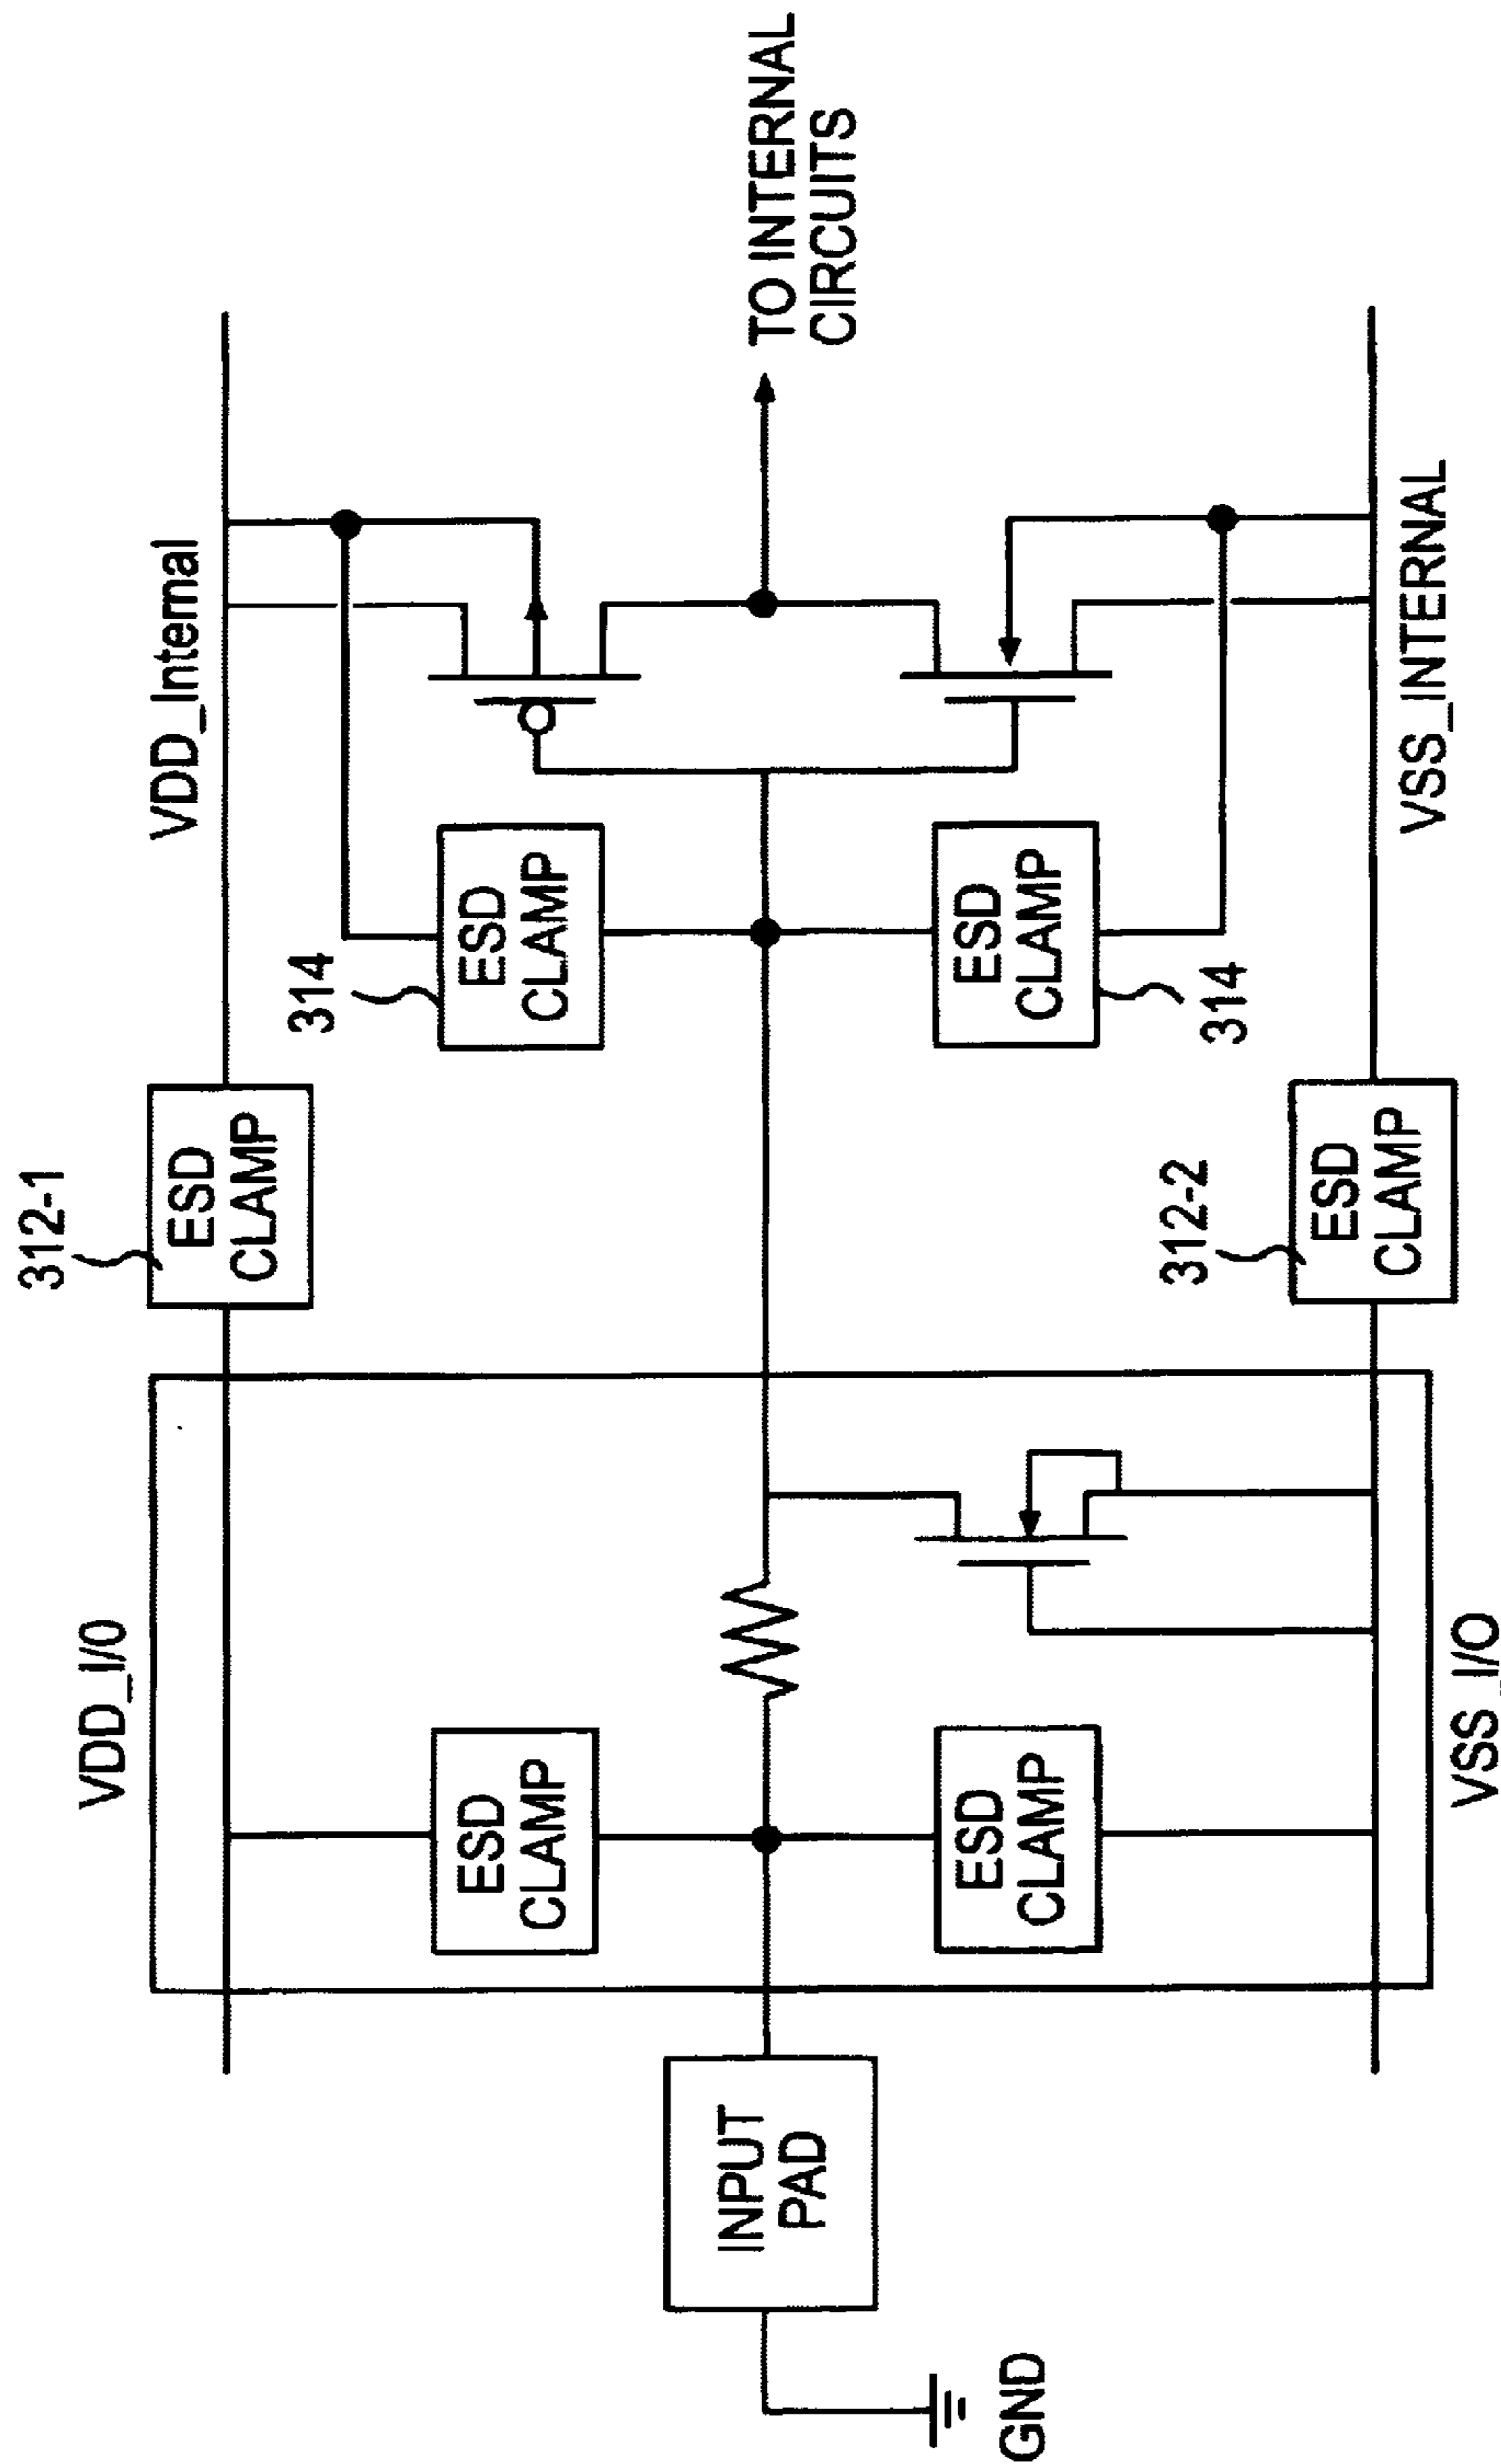 312-1
ESD
CLAMP
VDD_I/0
VDD_Internal
314
ESD
CLAMP
ESD
CLAMP
INPUT
PAD
GND
TO INTERNAL
CIRCUITS
ESD
CLAMP
ESD
CLAMP
314
312-2
ESD
CLAMP
VSS_I/O
VSS_INTERNAL